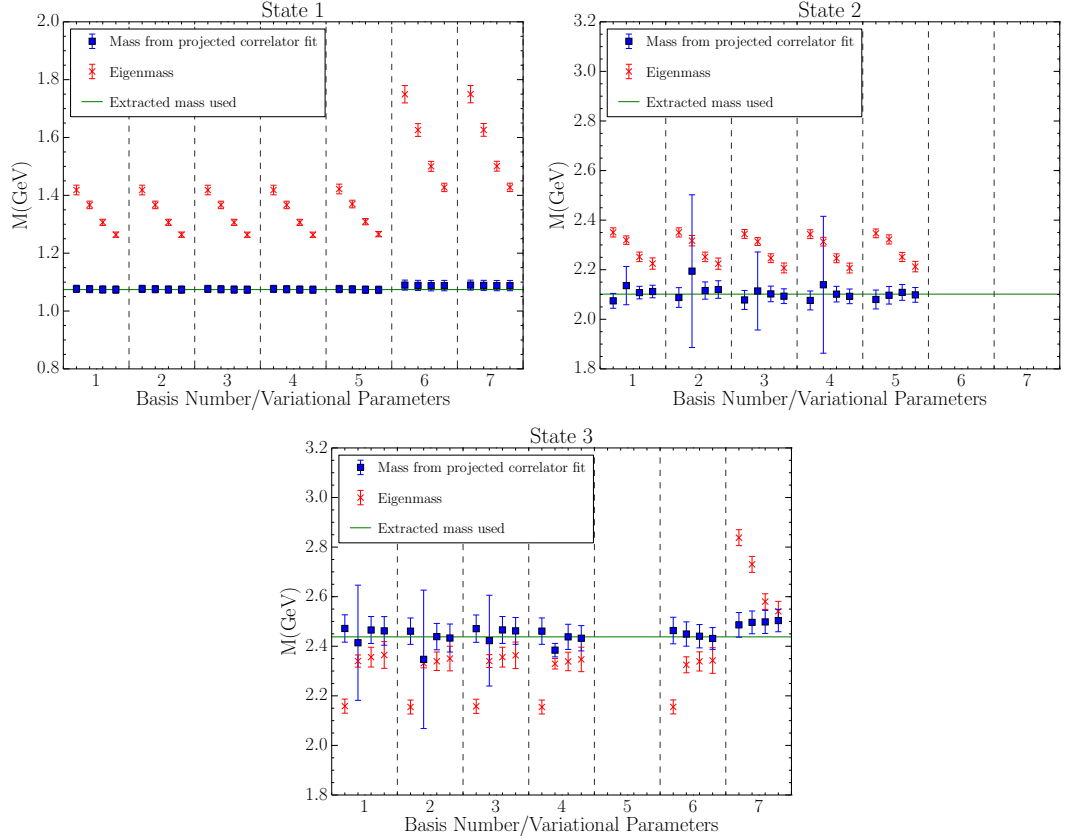 State 1
2.0
1.8
1.6
1.4
1.2
1.0
0.8
M(GeV)
Mass from projected correlator fit
Eigenmass
Extracted mass used
1 2 3 4 5 6 7
Basis Number/Variational Parameters
State 2
3.2
3.0
2.8
2.6
2.4
2.2
2.0
1.8
M(GeV)
Mass from projected correlator fit
Eigenmass
Extracted mass used
1 2 3 4 5 6 7
Basis Number/Variational Parameters
State 3
3.2
3.0
2.8
2.6
2.4
2.2
2.0
1.8
M(GeV)
Mass from projected correlator fit
Eigenmass
Extracted mass used
1 2 3 4 5 6 7
Basis Number/Variational Parameters